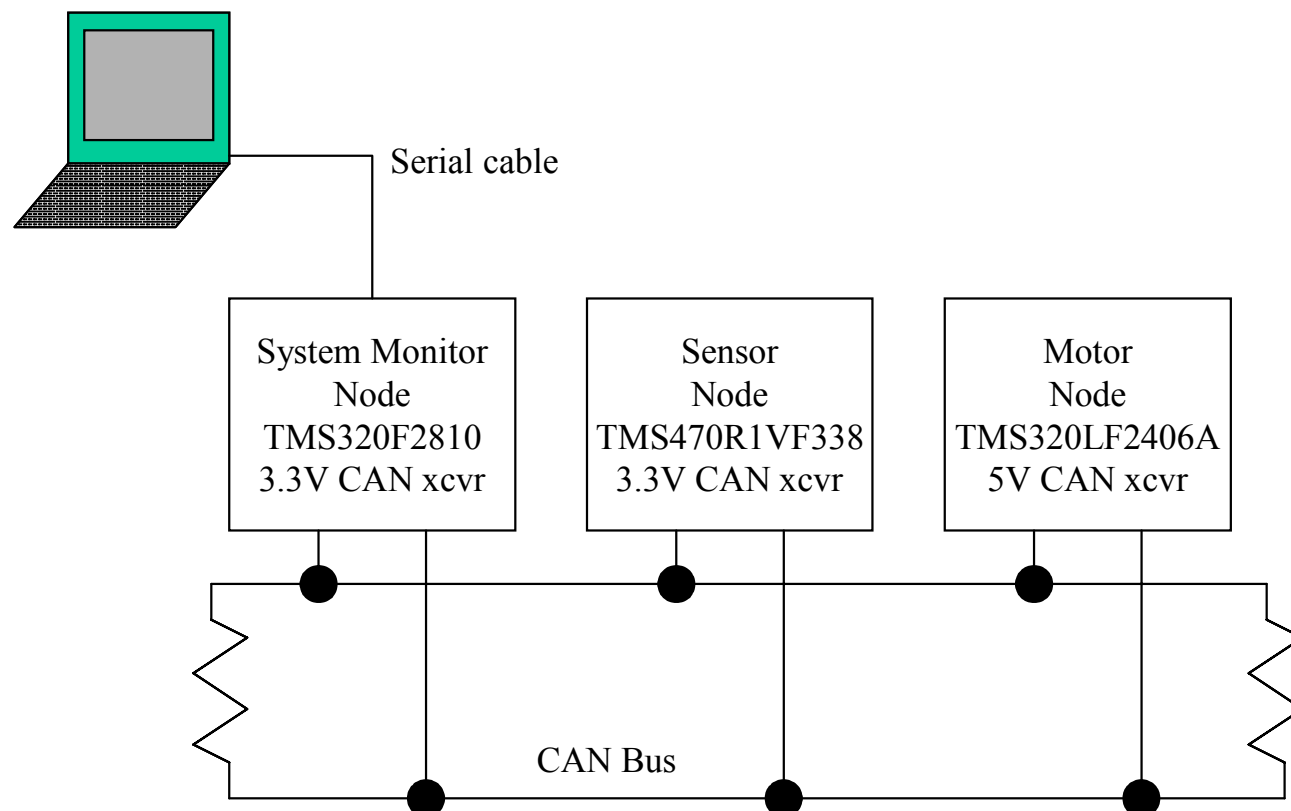 Serial cable
System Monitor
Node
TMS320F2810
3.3V CAN xcvr
Sensor
Node
TMS470R1VF338
3.3V CAN xcvr
Motor
Node
TMS320LF2406A
5V CAN xcvr
CAN Bus